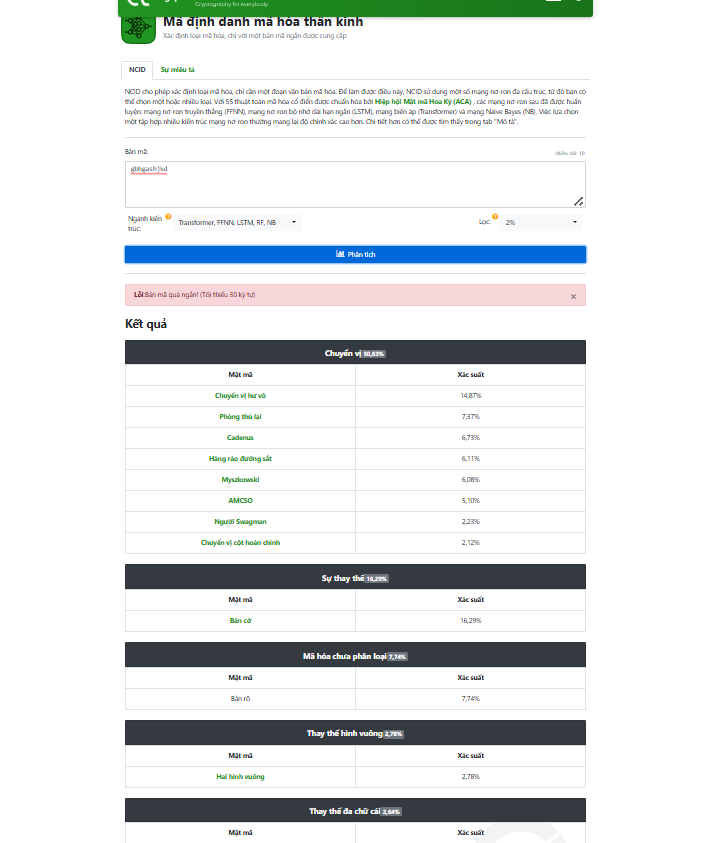 Cryptography for everybody
Mã định danh mã hóa thần kinh
Xác định loại mã hóa, chỉ với một bản mã ngắn được cung cấp
NCID
Sự miêu tả
NCID cho phép xác định loại mã hóa, chỉ cần một đoạn văn bản mã hóa. Để làm được điều này, NCID sử dụng một số mạng nơ-ron đa cấu trúc, từ đó bạn có
thể chọn một hoặc nhiều loại. Với 55 thuật toán mã hóa cổ điển được chuẩn hóa bởi Hiệp hội Mật mã Hoa Kỳ (ACA) , các mạng nơ-ron sau đã được huấn
luyện: mạng nơ-ron truyền thẳng (FFNN), mạng nơ-ron bộ nhớ dài hạn ngắn (LSTM), mạng biến áp (Transformer) và mạng Naive Bayes (NB). Việc lựa chọn
một tập hợp nhiều kiến trúc mạng nơ-ron thường mang lại độ chính xác cao hơn. Chi tiết hơn có thể được tìm thấy trong tab "Mô tả".
Bản mã:
chiều dài: 10
gbhgashjkd
Ngành kiến
trúc:
Transformer, FFNN, LSTM, RF, NB
Lọc:
2%
Phân tích
Lỗi Bản mã quá ngắn! (Tối thiểu 30 ký tự)
×
Kết quả
Chuyển vị 50,63%
Mật mã Xác suất
Chuyển vị hư vô 14,87%
Phòng thủ lại 7,37%
Cadenus 6,73%
Hàng rào đường sắt 6,11%
Myszkowski 6,08%
AMCSO 5,10%
Người Swagman 2,23%
Chuyển vị cột hoàn chỉnh 2,12%
Sự thay thế 16,29%
Mật mã Xác suất
Bàn cờ 16,29%
Mã hóa chưa phân loại 7,74%
Mật mã Xác suất
Bản rõ 7,74%
Thay thế hình vuông 2,78%
Mật mã Xác suất
Hai hình vuông 2,78%
Thay thế đa chữ cái 2,64%
Mật mã Xác suất